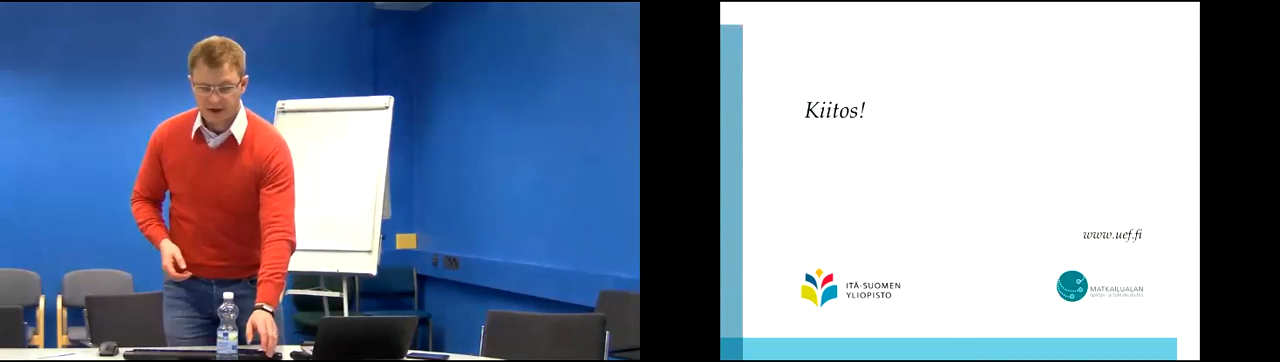 Kiitos!
www.uef.fi
ITÄ-SUOMEN
YLIOPISTO
MATKAILUALAN